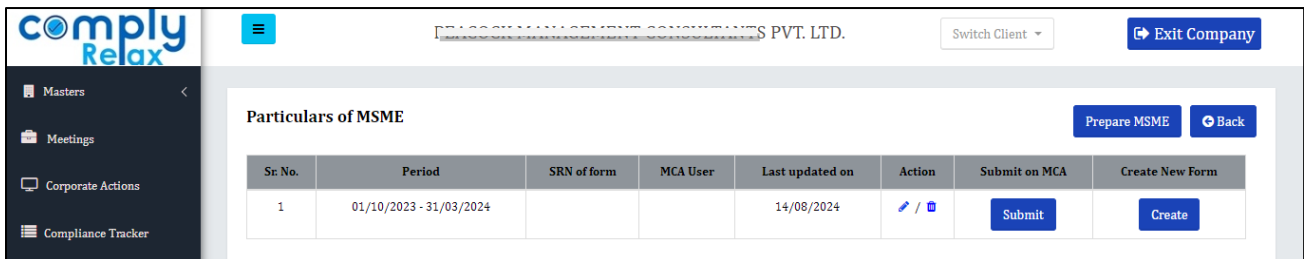 comply
Relax
S PVT. LTD.
Switch Client
Exit Company
Masters
Meetings
Corporate Actions
Compliance Tracker
Particulars of MSME
Prepare MSME
Back
Sr. No. Period SRN of form MCA User Last updated on Action Submit on MCA Create New Form
1 01/10/2023 - 31/03/2024 14/08/2024 / Submit Create